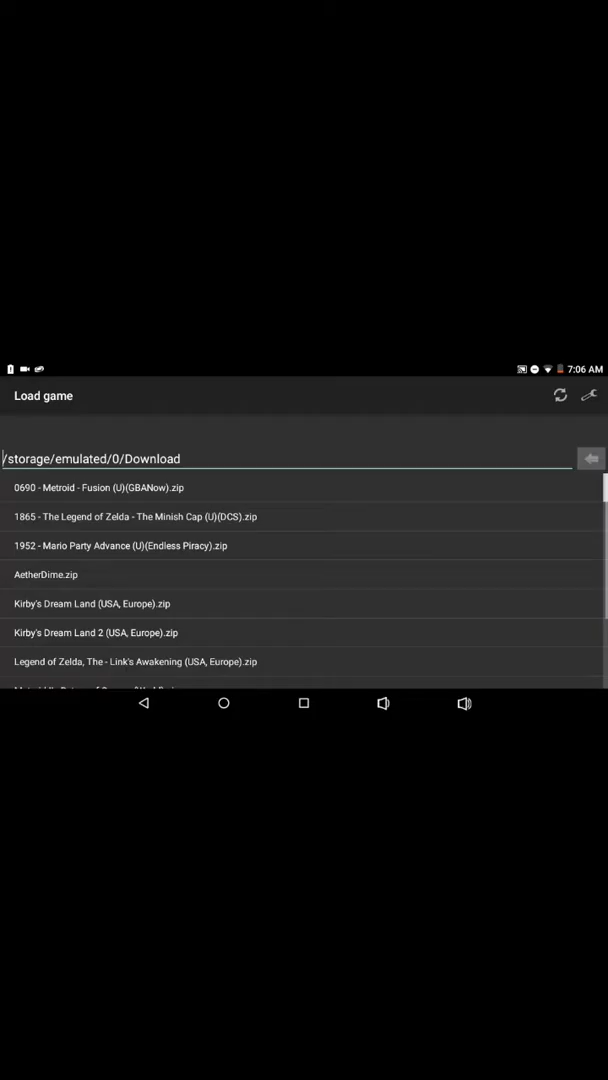 7:06 AM
Load game
/storage/emulated/0/Download
0690 - Metroid - Fusion (U)(GBANow).zip
1865 - The Legend of Zelda - The Minish Cap (U)(DCS).zip
1952 - Mario Party Advance (U)(Endless Piracy).zip
AetherDime.zip
Kirby's Dream Land (USA, Europe).zip
Kirby's Dream Land 2 (USA, Europe).zip
Legend of Zelda, The - Link's Awakening (USA, Europe).zip